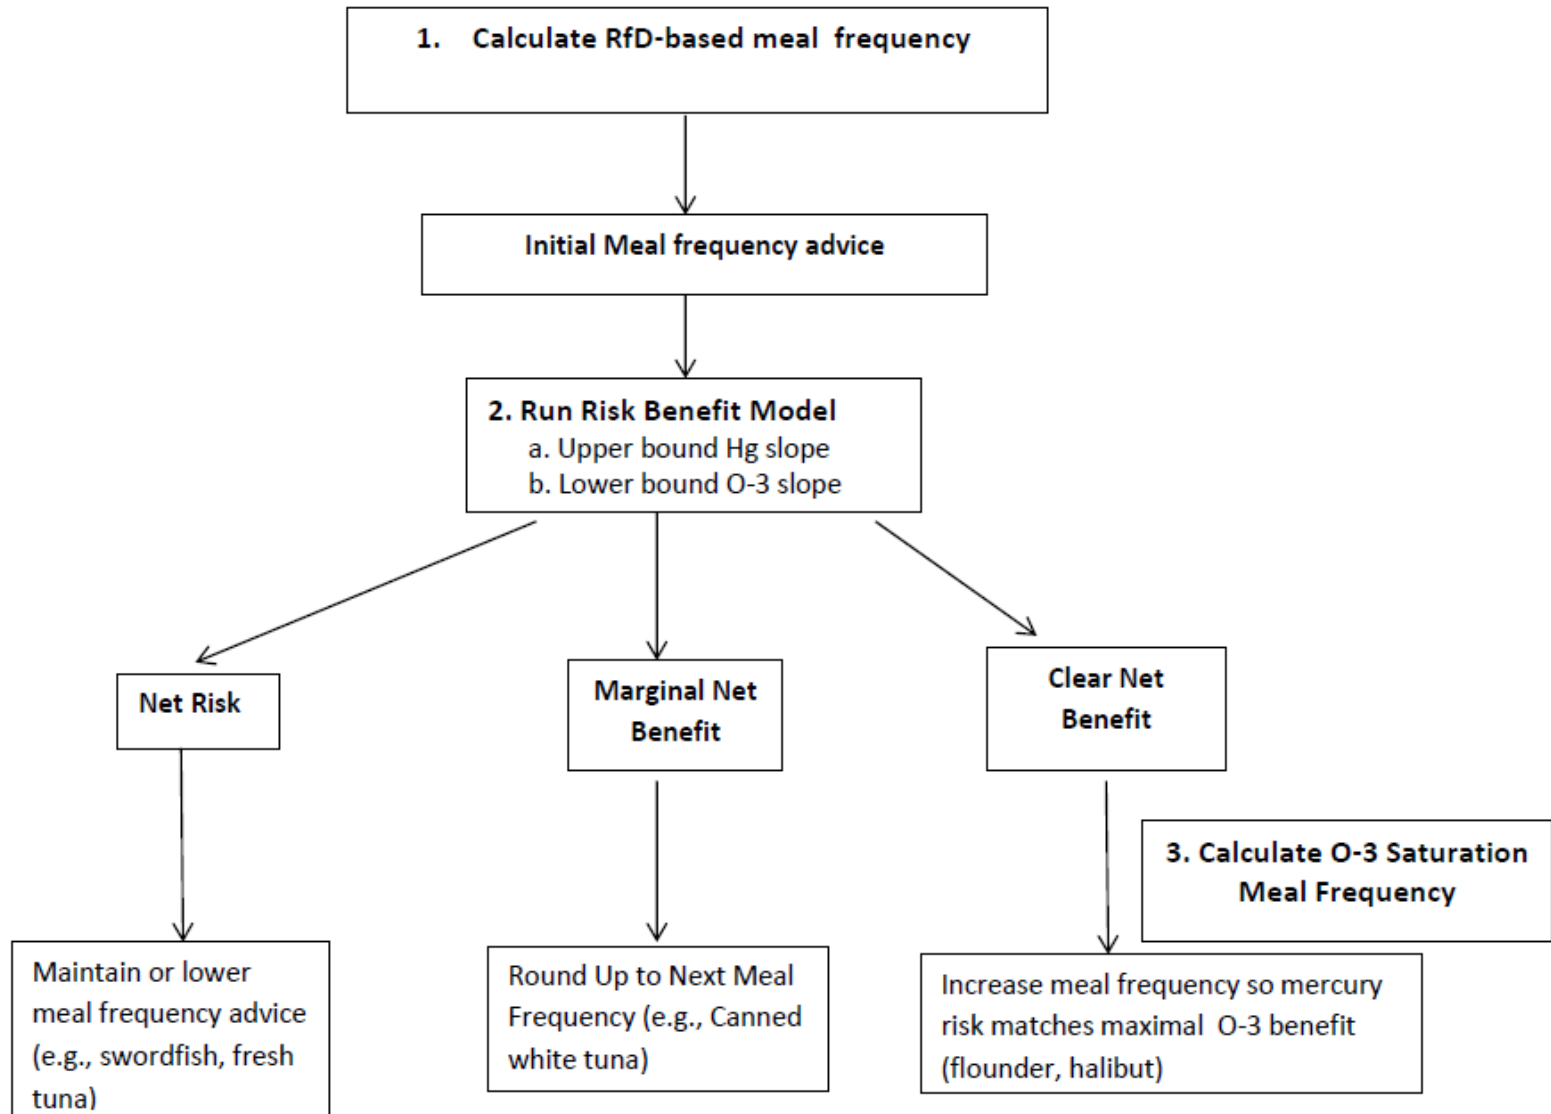 1. Calculate RfD-based meal frequency
Initial Meal frequency advice
2. Run Risk Benefit Model
a. Upper bound Hg slope
b. Lower bound O-3 slope
Net Risk
Marginal Net
Benefit
Clear Net
Benefit
3. Calculate O-3 Saturation
Meal Frequency
Maintain or lower
meal frequency advice
(e.g., swordfish, fresh
tuna)
Round Up to Next Meal
Frequency (e.g., Canned
white tuna)
Increase meal frequency so mercury
risk matches maximal O-3 benefit
(flounder, halibut)